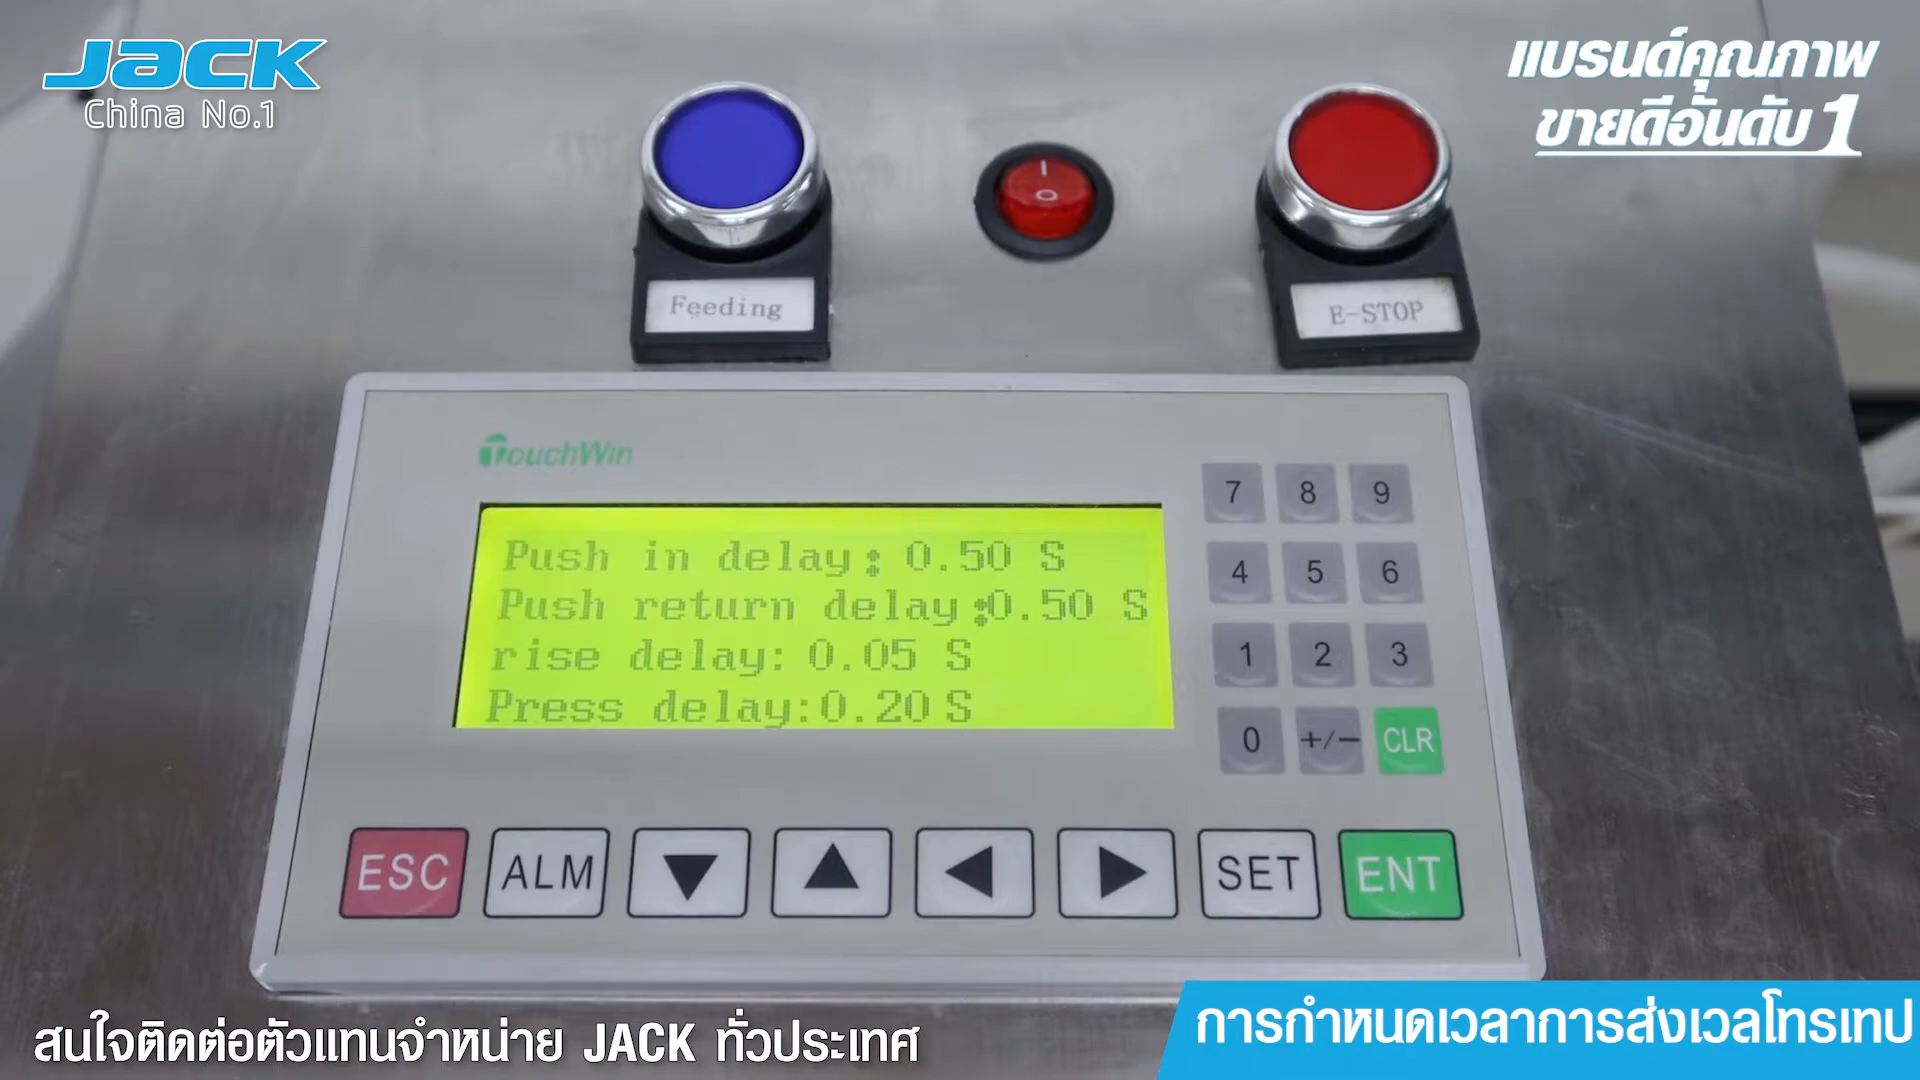 JACK
China No.1
แบรนด์คุณภาพ
ขายดีอันดับ 1
Feeding
E-STOP
TouchWin
Push in delay: 0.50 S
Push return delay:0.50 S
rise delay: 0.05 S
Press delay:0.20 S
7 8 9
4 5 6
1 2 3
0 +/- CLR
ESC ALM SET ENT
สนใจติดต่อตัวแทนจำหน่าย JACK ทั่วประเทศ
การกำหนดเวลาการส่งเวลโทรเทป